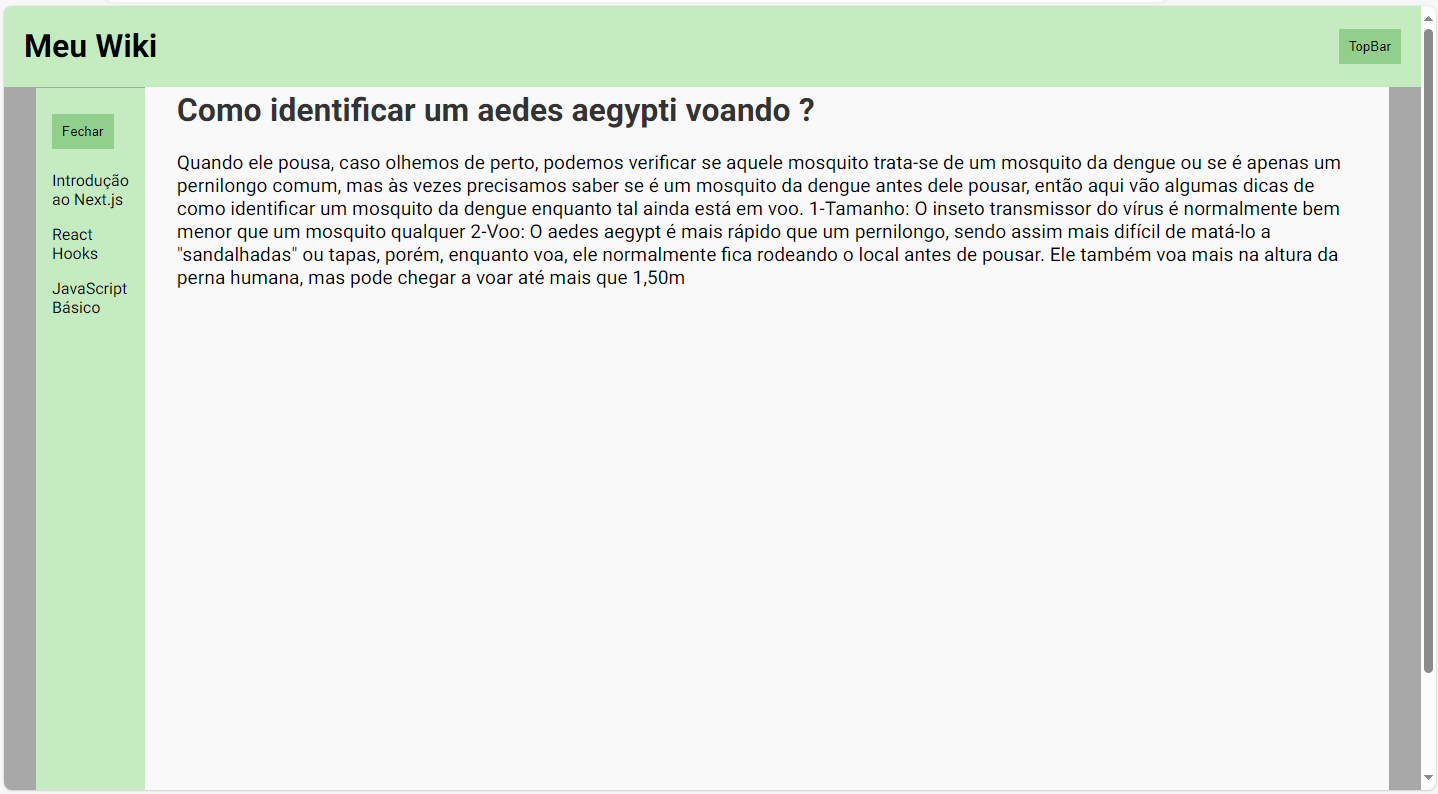 Meu Wiki
TopBar
Fechar
Introdução
ao Next.js
React
Hooks
JavaScript
Básico
Como identificar um aedes aegypti voando ?
Quando ele pousa, caso olhemos de perto, podemos verificar se aquele mosquito trata-se de um mosquito da dengue ou se é apenas um
pernilongo comum, mas às vezes precisamos saber se é um mosquito da dengue antes dele pousar, então aqui vão algumas dicas de
como identificar um mosquito da dengue enquanto tal ainda está em voo. 1-Tamanho: O inseto transmissor do vírus é normalmente bem
menor que um mosquito qualquer 2-Voo: O aedes aegypt é mais rápido que um pernilongo, sendo assim mais difícil de matá-lo a
"sandalhadas" ou tapas, porém, enquanto voa, ele normalmente fica rodeando o local antes de pousar. Ele também voa mais na altura da
perna humana, mas pode chegar a voar até mais que 1,50m